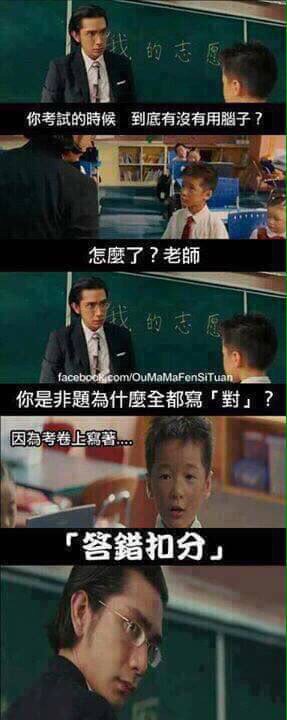 我的志愿
你考試的時候 到底有沒有用腦子？
怎麼了？老師
我的志愿
facebook.com/OuMaMaFenSiTuan
你是非題為什麼全都寫「對」？
因為考卷上寫著....
「答錯扣分」